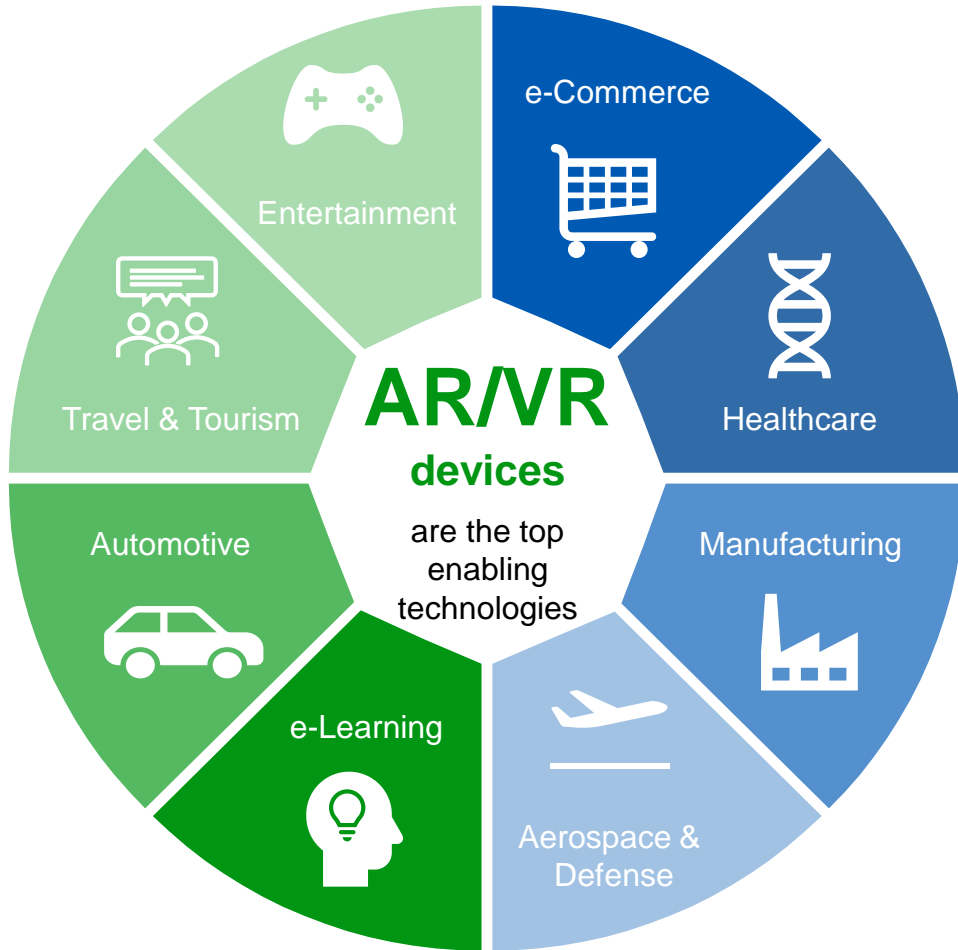 AR/VR
devices
are the top
enabling
technologies
e-Commerce
Healthcare
Manufacturing
Aerospace &
Defense
e-Learning
Automotive
Travel & Tourism
Entertainment